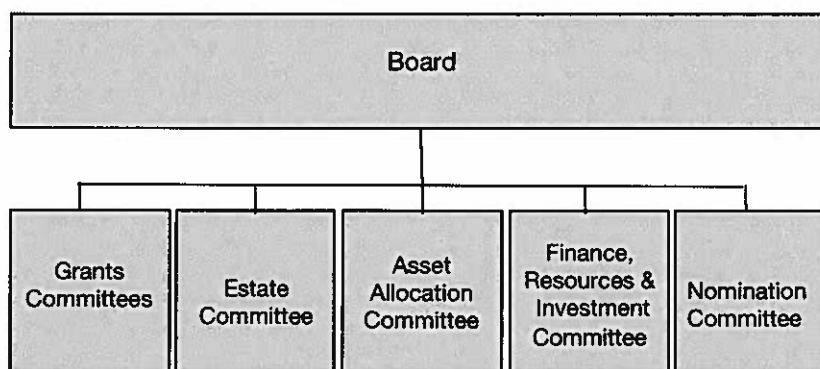 Board
Grants
Committees
Estate
Committee
Asset
Allocation
Committee
Finance,
Resources &
Investment
Committee
Nomination
Committee